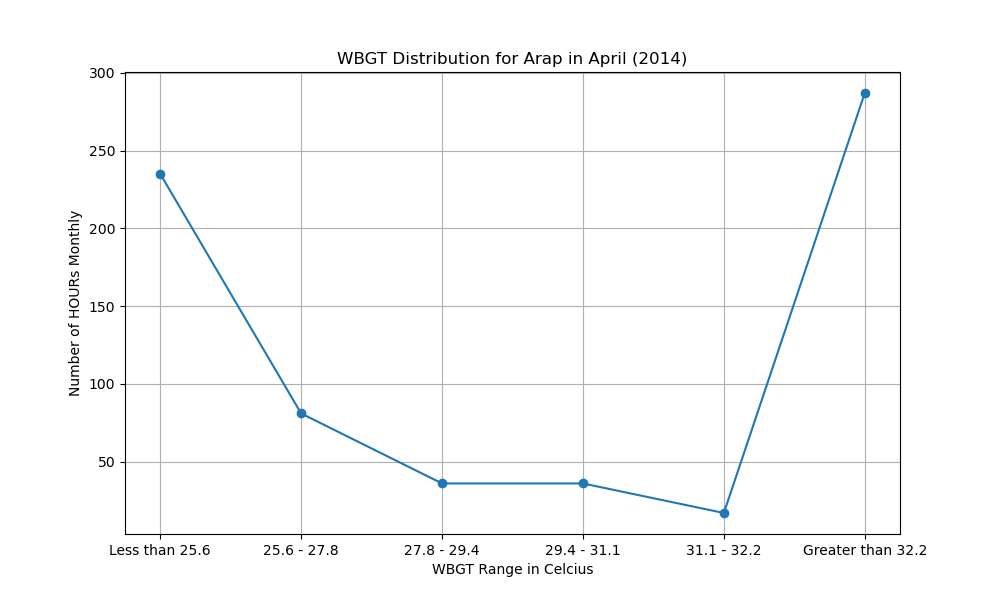 WBGT Distribution for Arap in April (2014)
Number of HOURs Monthly
300
250
200
150
100
50
Less than 25.6
25.6 - 27.8
27.8 - 29.4
29.4 - 31.1
31.1 - 32.2
Greater than 32.2
WBGT Range in Celcius